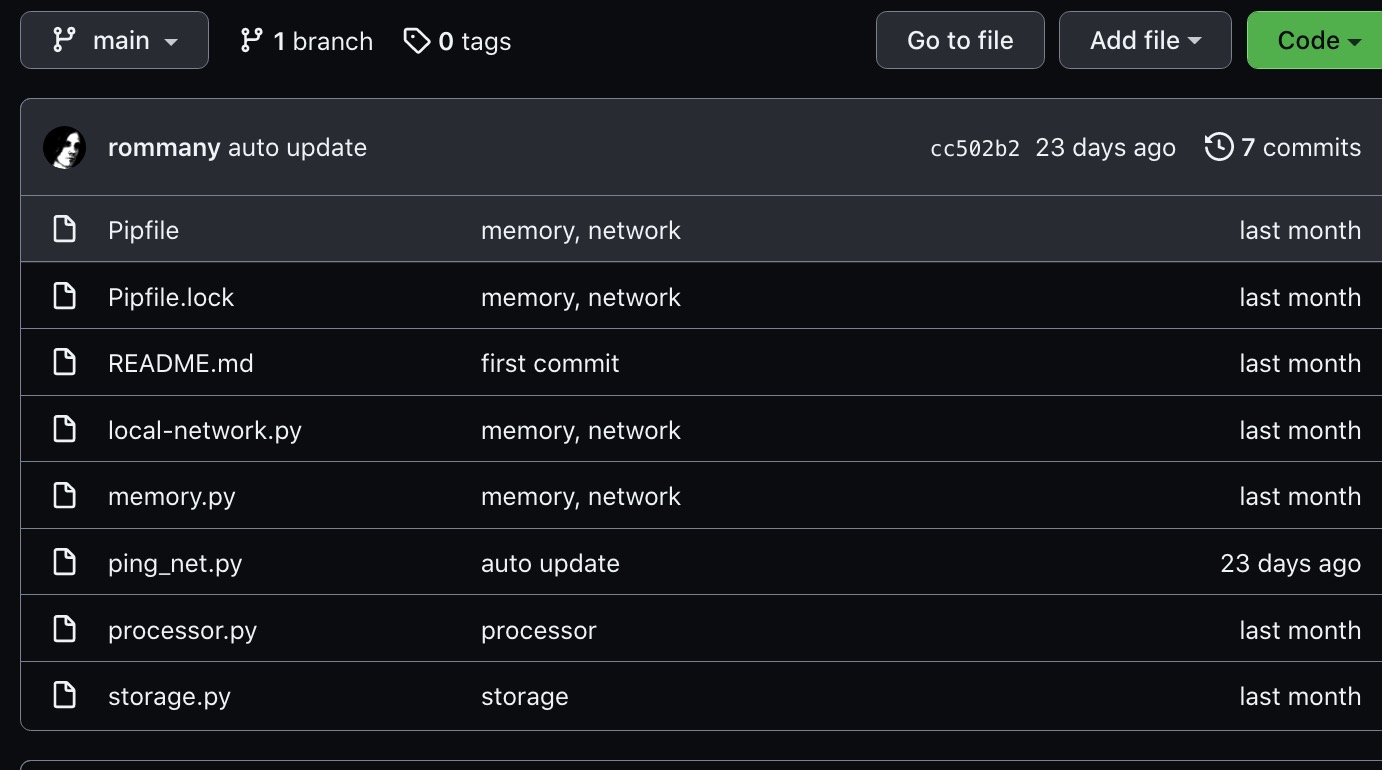 main 1 branch 0 tags Go to file Add file Code
rommany auto update cc502b2 23 days ago 7 commits
Pipfile memory, network last month
Pipfile.lock memory, network last month
README.md first commit last month
local-network.py memory, network last month
memory.py memory, network last month
ping_net.py auto update 23 days ago
processor.py processor last month
storage.py storage last month